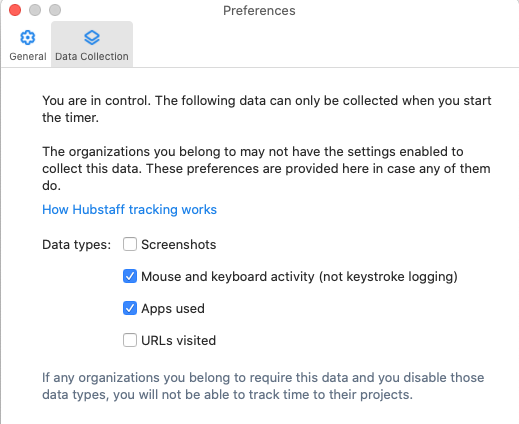 Preferences
General
Data Collection
You are in control. The following data can only be collected when you start
the timer.
The organizations you belong to may not have the settings enabled to
collect this data. These preferences are provided here in case any of them
do.
How Hubstaff tracking works
Data types:
Screenshots
Mouse and keyboard activity (not keystroke logging)
Apps used
URLs visited
If any organizations you belong to require this data and you disable those
data types, you will not be able to track time to their projects.